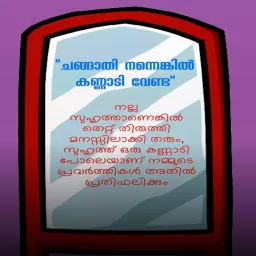 "ചങ്ങാതി നന്നെങ്കിൽ
കണ്ണാടി വേണ്ട"
നല്ല
സുഹൃത്താണെങ്കിൽ
തെറ്റ് തിരുത്തി
മനസ്സിലാക്കി തരും,
സുഹൃത്ത് ഒരു കണ്ണാടി
പോലെയാണ് നമ്മുടെ
പ്രവർത്തികൾ അതിൽ
പ്രതിഫലിക്കും